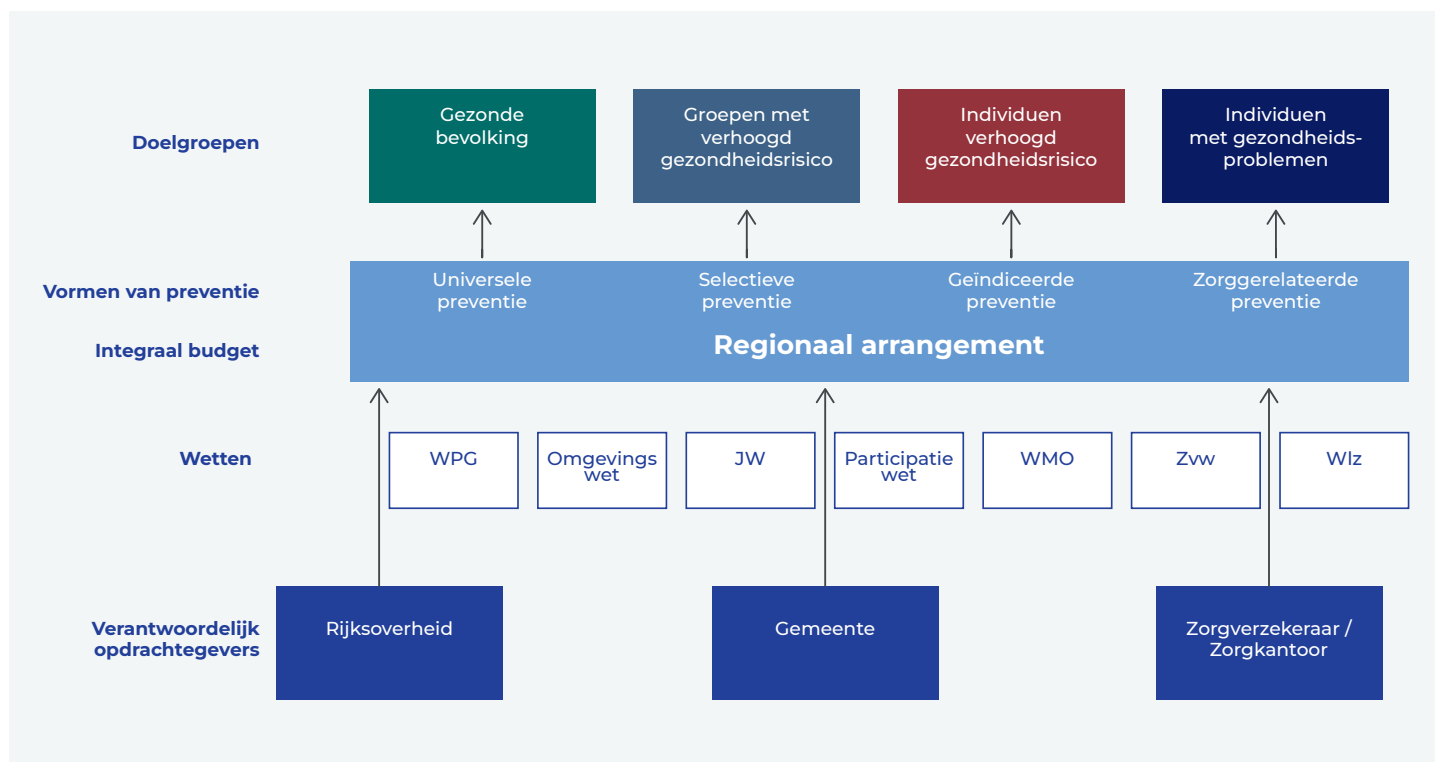 Doelgroepen
Gezonde
bevolking
Groepen met
verhoogd
gezondheidsrisico
Individuen
verhoogd
gezondheidsrisico
Individuen
met gezondheids-
problemen
Vormen van preventie
Universele
preventie
Selectieve
preventie
Geïndiceerde
preventie
Zorggerelateerde
preventie
Integraal budget
Regionaal arrangement
Wetten
WPG
Omgevings
wet
JW
Participatie
wet
WMO
Zvw
Wlz
Verantwoordelijk
opdrachtegevers
Rijksoverheid
Gemeente
Zorgverzekeraar /
Zorgkantoor